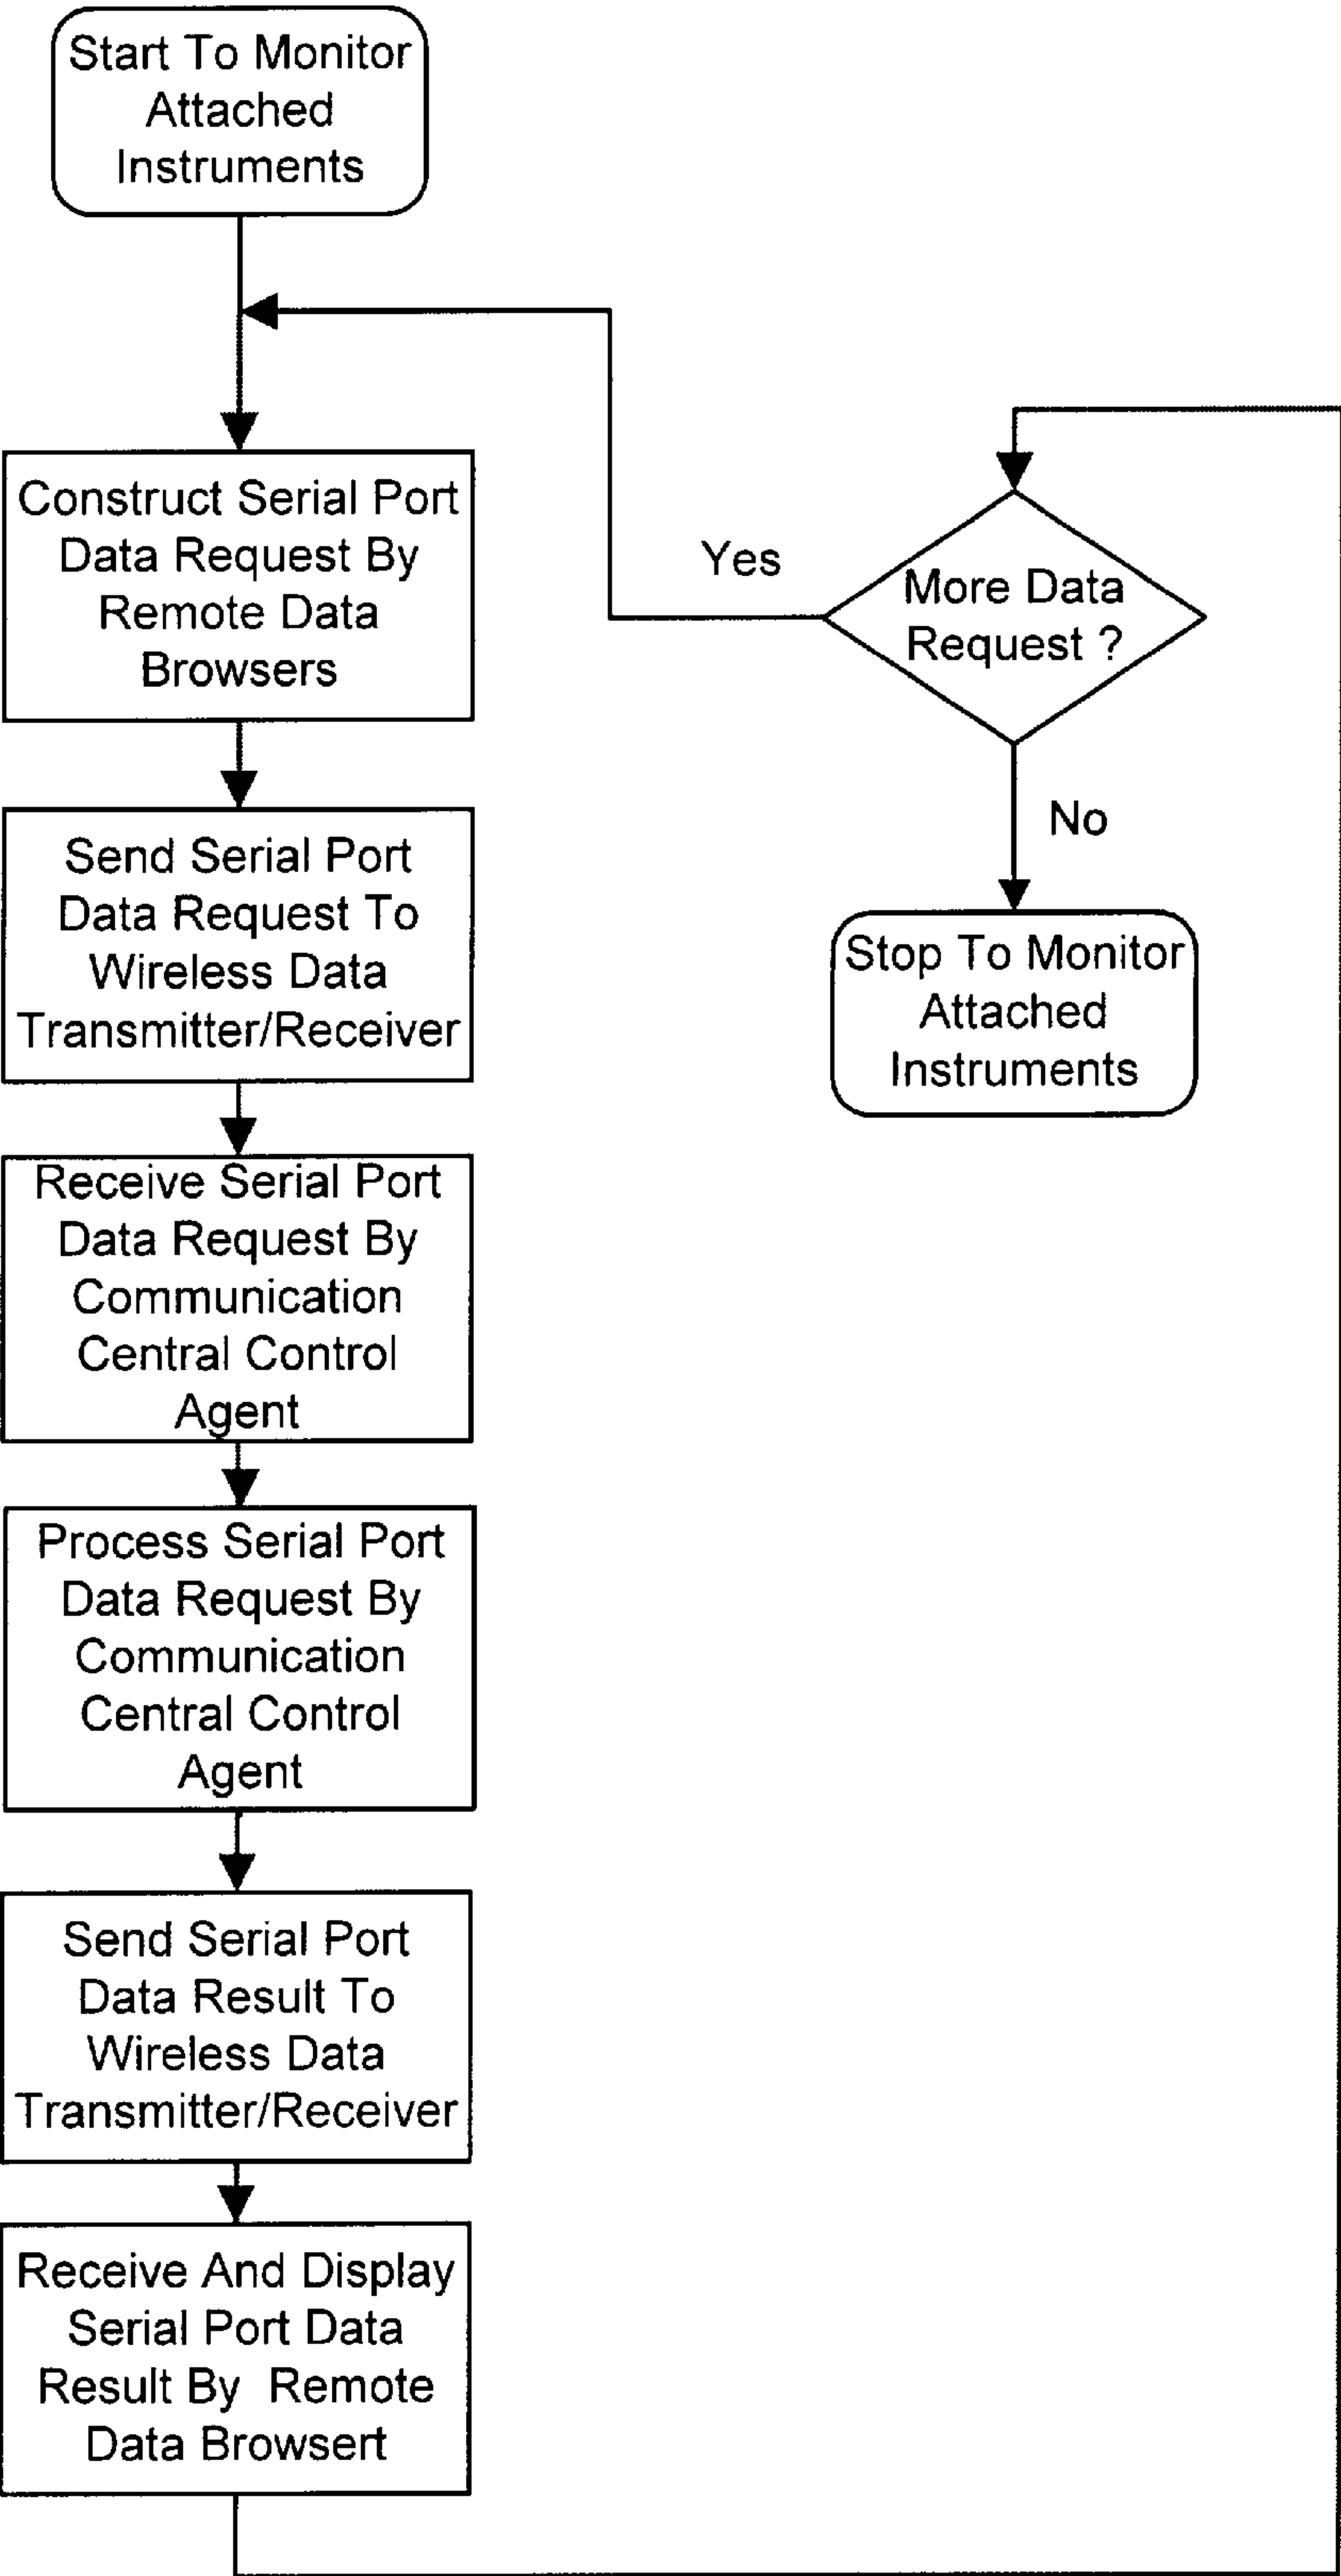 Start To Monitor
Attached
Instruments
Construct Serial Port
Data Request By
Remote Data
Browsers
Send Serial Port
Data Request To
Wireless Data
Transmitter/Receiver
Receive Serial Port
Data Request By
Communication
Central Control
Agent
Process Serial Port
Data Request By
Communication
Central Control
Agent
Send Serial Port
Data Result To
Wireless Data
Transmitter/Receiver
Receive And Display
Serial Port Data
Result By Remote
Data Browsert
More Data
Request ?
Yes
No
Stop To Monitor
Attached
Instruments